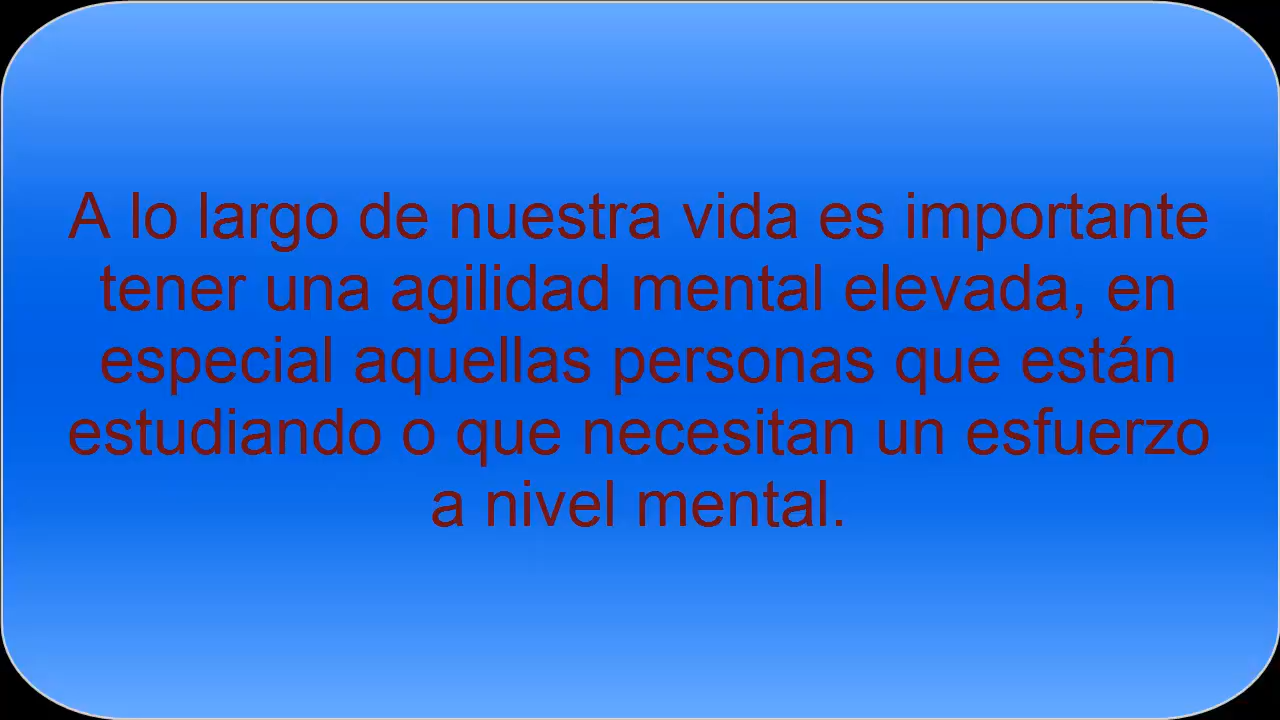 A lo largo de nuestra vida es importante
tener una agilidad mental elevada, en
especial aquellas personas que están
estudiando o que necesitan un esfuerzo
a nivel mental.